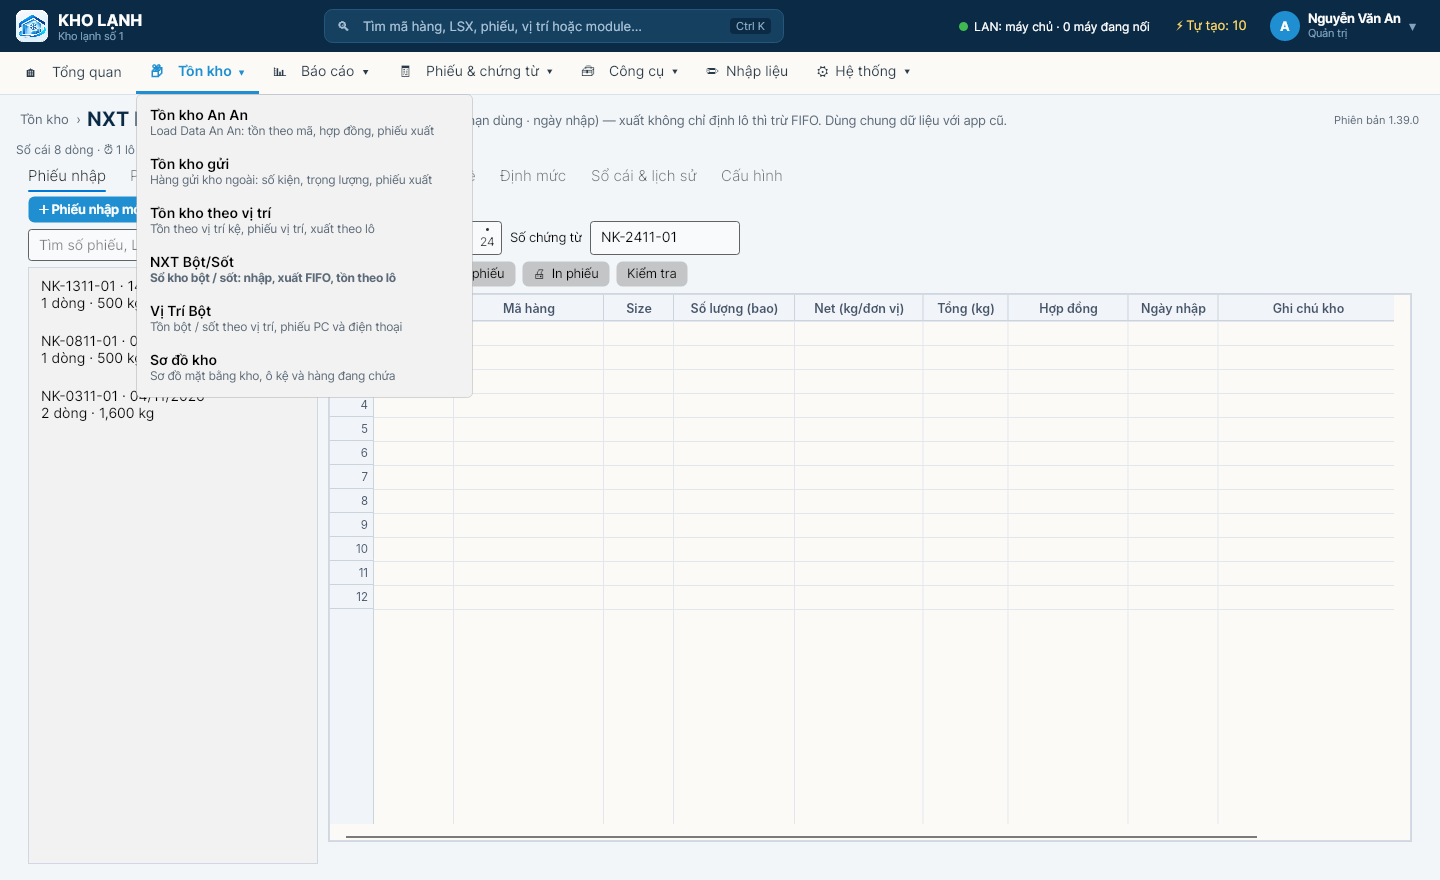 KHO LẠNH
Kho lạnh số 1
Tìm mã hàng, LSX, phiếu, vị trí hoặc module...
Ctrl K
LAN: máy chủ · 0 máy đang nối
⚡Tự tạo: 10
A
Nguyễn Văn An
Quản trị
Tổng quan
Tồn kho ▾
Báo cáo ▾
Phiếu & chứng từ ▾
Công cụ ▾
Nhập liệu
Hệ thống ▾
Tồn kho › NXT
ạn dùng · ngày nhập) — xuất không chỉ định lô thì trừ FIFO. Dùng chung dữ liệu với app cũ.
Phiên bản 1.39.0
Sổ cái 8 dòng · ⏰ 1 lô
Phiếu nhập
Định mức
Sổ cái & lịch sử
Cấu hình
Tồn kho An An
Load Data An An: tồn theo mã, hợp đồng, phiếu xuất
Tồn kho gửi
Hàng gửi kho ngoài: số kiện, trọng lượng, phiếu xuất
Tồn kho theo vị trí
Tồn theo vị trí kệ, phiếu vị trí, xuất theo lô
NXT Bột/Sốt
Sổ kho bột / sốt: nhập, xuất FIFO, tồn theo lô
Vị Trí Bột
Tồn bột / sốt theo vị trí, phiếu PC và điện thoại
Sơ đồ kho
Sơ đồ mặt bằng kho, ô kệ và hàng đang chứa
+ Phiếu nhập mớ
Tìm số phiếu, L
NK-1311-01 · 14
1 dòng · 500 kg
NK-0811-01 · 0
1 dòng · 500 kg
NK-0311-01 · 04/11/2026
2 dòng · 1,600 kg
24
Số chứng từ
NK-2411-01
phiếu
In phiếu
Kiểm tra
Mã hàng
Size
Số lượng (bao)
Net (kg/đơn vị)
Tổng (kg)
Hợp đồng
Ngày nhập
Ghi chú kho
4
5
6
7
8
9
10
11
12